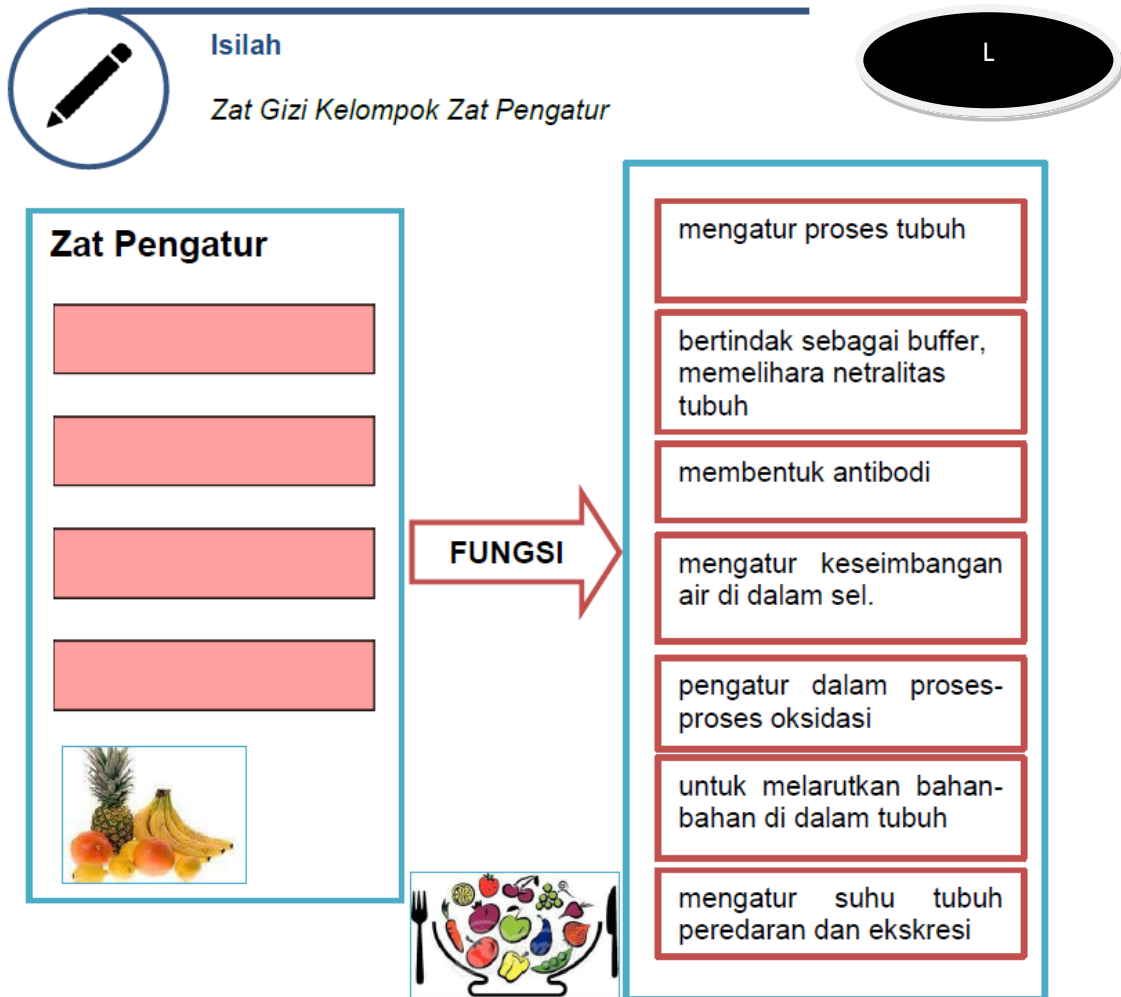 Isilah
L
Zat Gizi Kelompok Zat Pengatur
Zat Pengatur
FUNGSI
mengatur proses tubuh
bertindak sebagai buffer,
memelihara netralitas
tubuh
membentuk antibodi
mengatur keseimbangan
air di dalam sel.
pengatur dalam proses-
proses oksidasi
untuk melarutkan bahan-
bahan di dalam tubuh
mengatur suhu tubuh
peredaran dan ekskresi